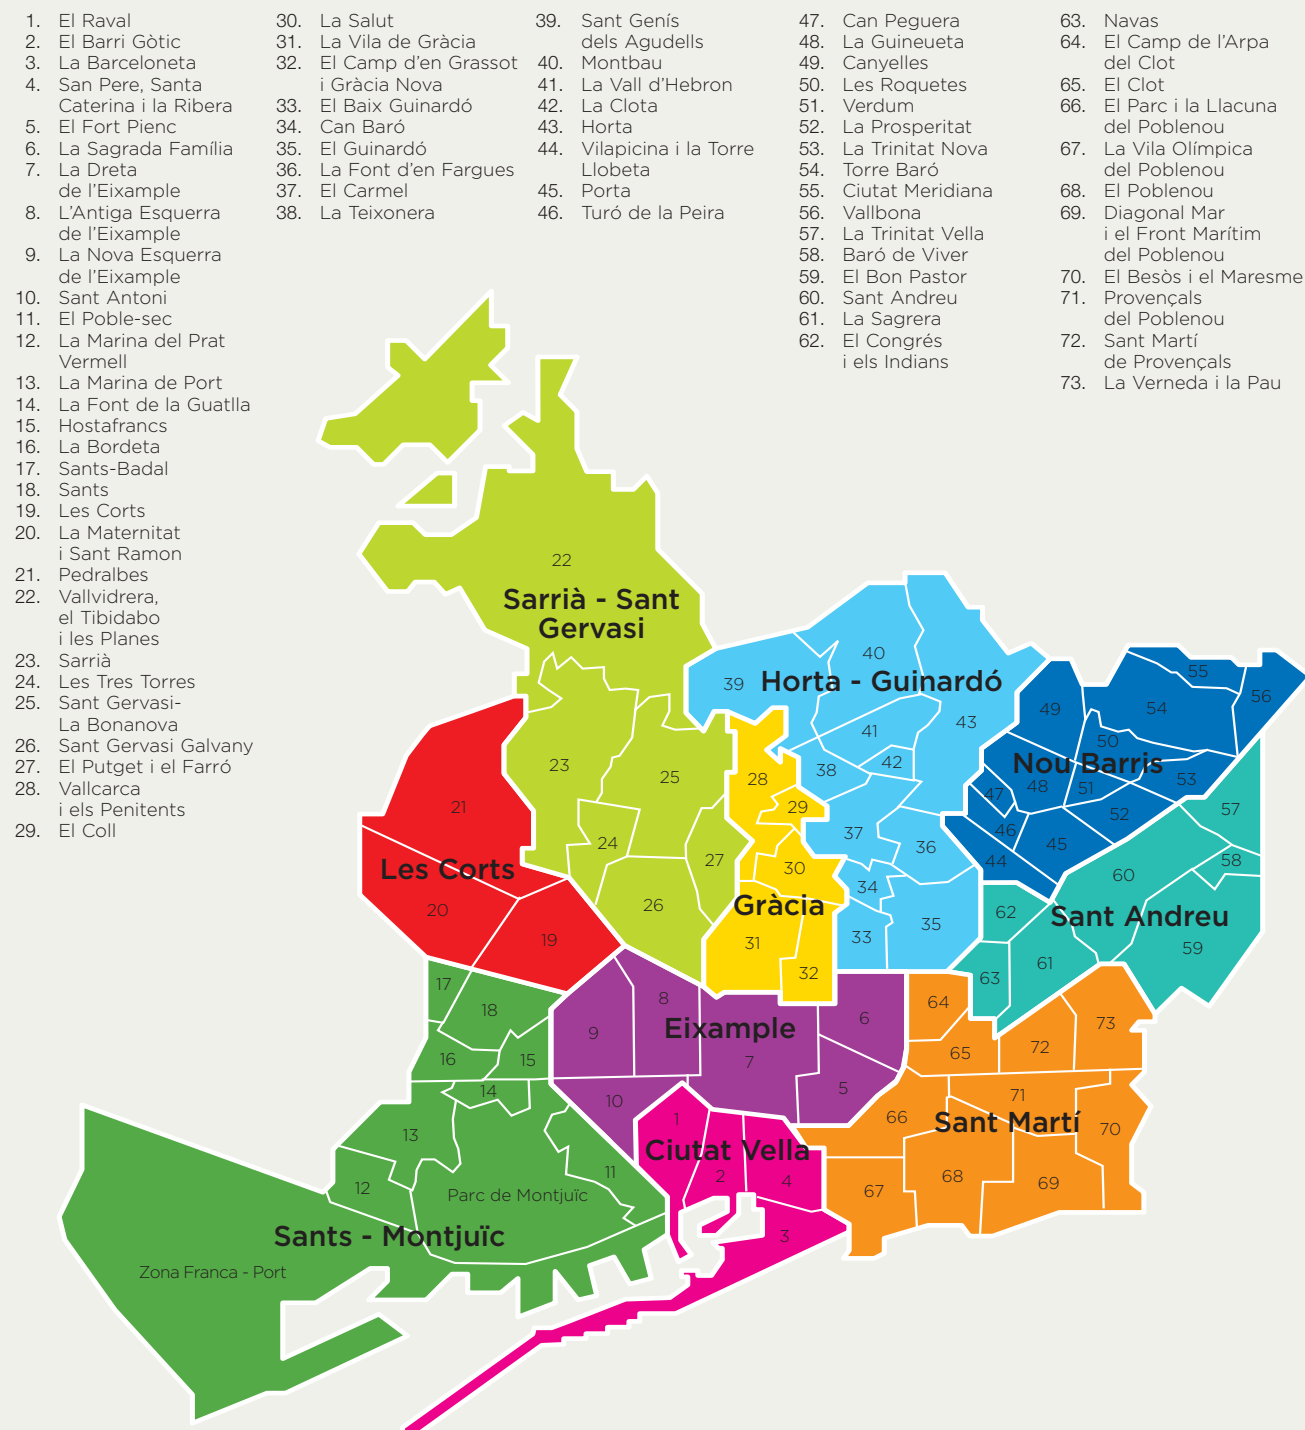 1. El Raval
2. El Barri Gòtic
3. La Barceloneta
4. San Pere, Santa
Caterina i la Ribera
5. El Fort Pienc
6. La Sagrada Família
7. La Dreta
de l'Eixample
8. L'Antiga Esquerra
de l'Eixample
9. La Nova Esquerra
de l'Eixample
10. Sant Antoni
11. El Poble-sec
12. La Marina del Prat
Vermell
13. La Marina de Port
14. La Font de la Guatlla
15. Hostafrancs
16. La Bordeta
17. Sants-Badal
18. Sants
19. Les Corts
20. La Maternitat
i Sant Ramon
21. Pedralbes
22. Vallvidrera,
el Tibidabo
i les Planes
23. Sarrià
24. Les Tres Torres
25. Sant Gervasi-
La Bonanova
26. Sant Gervasi Galvany
27. El Putget i el Farró
28. Vallcarca
i els Penitents
29. El Coll
30. La Salut
31. La Vila de Gràcia
32. El Camp d'en Grassot
i Gràcia Nova
33. El Baix Guinardó
34. Can Baró
35. El Guinardó
36. La Font d'en Fargues
37. El Carmel
38. La Teixonera
39. Sant Genís
dels Agudells
40. Montbau
41. La Vall d'Hebron
42. La Clota
43. Horta
44. Vilapicina i la Torre
Llobeta
45. Porta
46. Turó de la Peira
47. Can Peguera
48. La Guineueta
49. Canyelles
50. Les Roquetes
51. Verdum
52. La Prosperitat
53. La Trinitat Nova
54. Torre Baró
55. Ciutat Meridiana
56. Vallbona
57. La Trinitat Vella
58. Baró de Viver
59. El Bon Pastor
60. Sant Andreu
61. La Sagrera
62. El Congrés
i els Indians
63. Navas
64. El Camp de l'Arpa
del Clot
65. El Clot
66. El Parc i la Llacuna
del Poblenou
67. La Vila Olímpica
del Poblenou
68. El Poblenou
69. Diagonal Mar
i el Front Marítim
del Poblenou
70. El Besòs i el Maresme
71. Provençals
del Poblenou
72. Sant Martí
de Provençals
73. La Verneda i la Pau
22
Sarrià - Sant
Gervasi
23
24
25
26
27
39
40
Horta - Guinardó
41
42
43
38
37
36
34
35
33
49
50
54
55
56
Nou Barris
47
48
51
53
52
46
45
44
57
58
60
Sant Andreu
59
62
61
63
28
29
30
Gràcia
31
32
21
Les Corts
20
19
8
Eixample
6
9
7
5
10
64
65
72
73
71
66
Sant Martí
70
67
68
69
1
Ciutat Vella
2
4
3
17
18
16
15
14
13
12
11
Parc de Montjuïc
Sants - Montjuïc
Zona Franca - Port